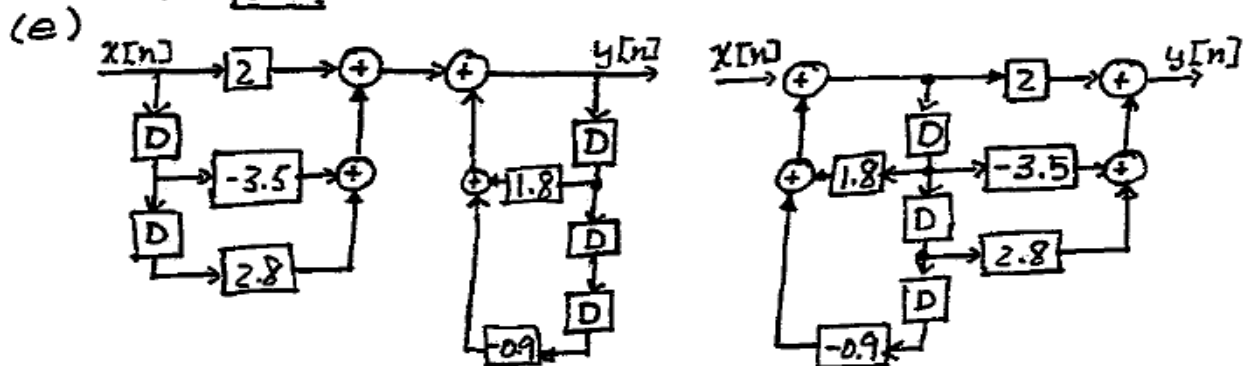 (e)
x[n] 2 + + y[n] x[n] + 2 + y[n]
D D D
-3.5 + + 1.8 + 1.8 -3.5 +
D D D
2.8 2.8
D D
-0.9 -0.9